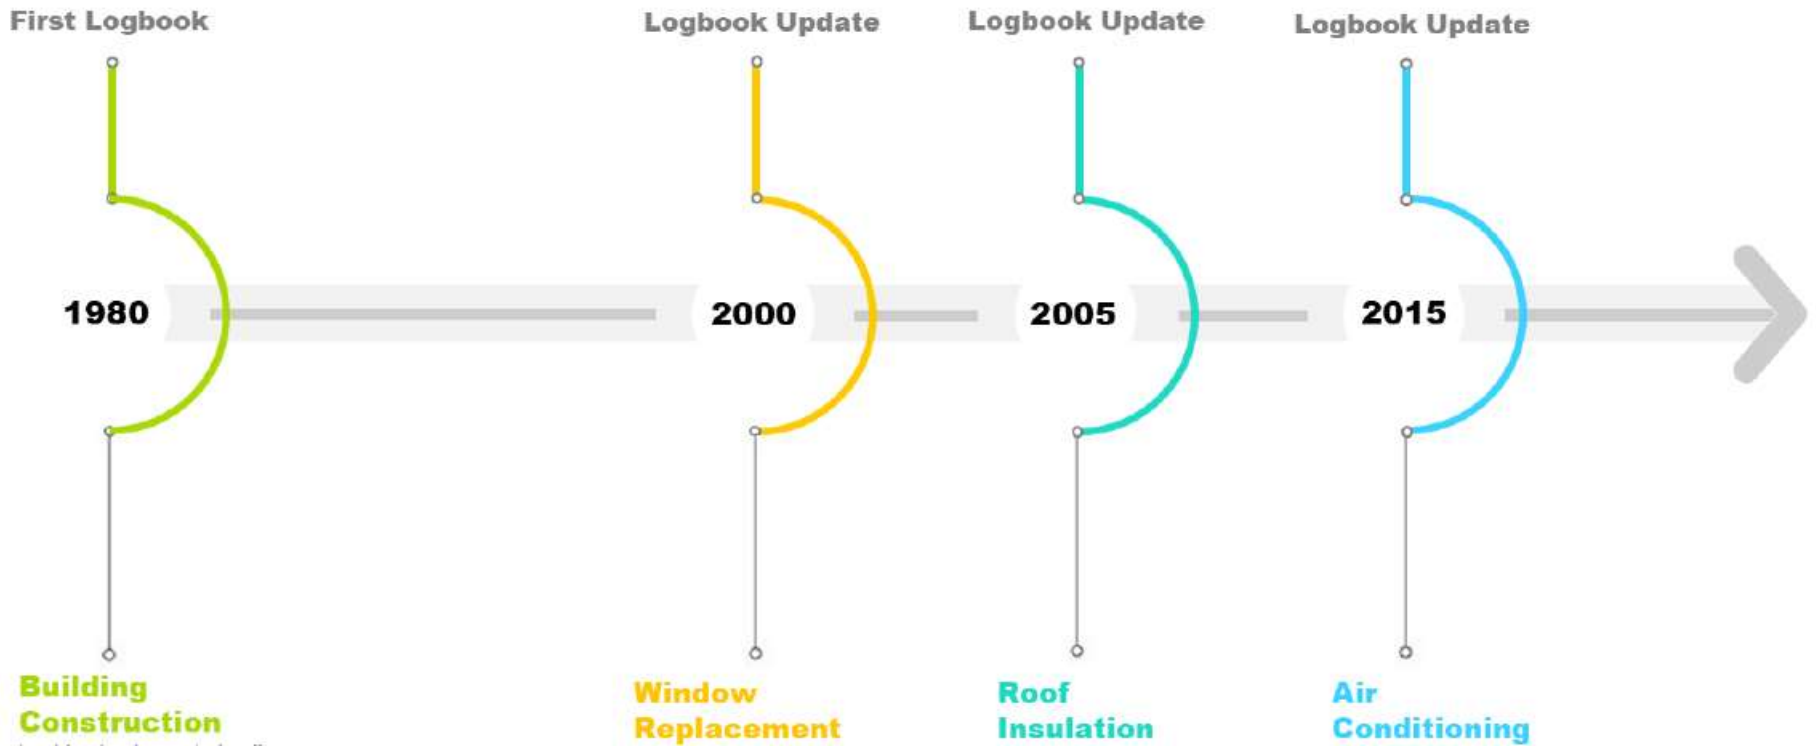 First Logbook
Logbook Update
Logbook Update
Logbook Update
1980
2000
2005
2015
Building
Construction
Window
Replacement
Roof
Insulation
Air
Conditioning